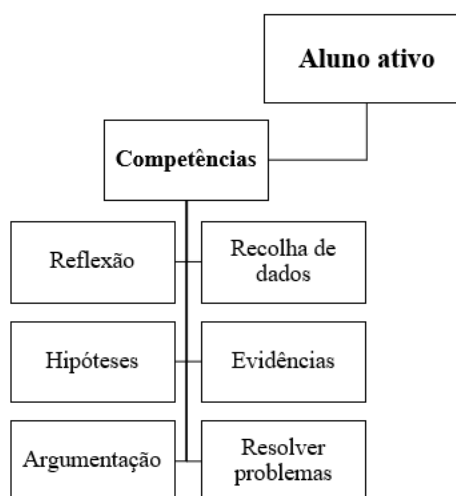 Aluno ativo
Competências
Reflexão
Recolha de
dados
Hipóteses
Evidências
Argumentação
Resolver
problemas